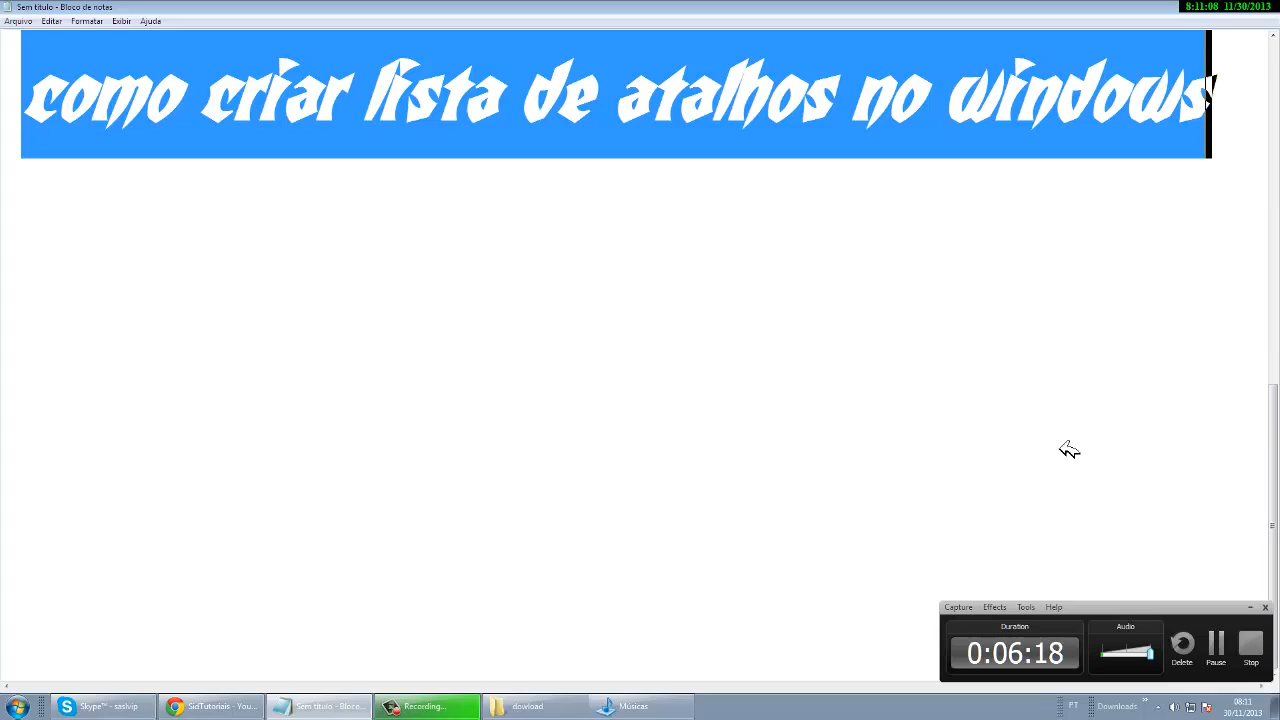 Sem título - Bloco de notas
8:11:08 11/30/2013
Arquivo Editar Formatar Exibir Ajuda
como criar lista de atalhos no windows
Capture Effects Tools Help
Duration Audio
0:06:18
Delete Pause Stop
Skype™ - saslvip
SidTutoriais - You...
Sem título - Bloco...
Recording...
dowload
Músicas
PT
Downloads
08:11
30/11/2013